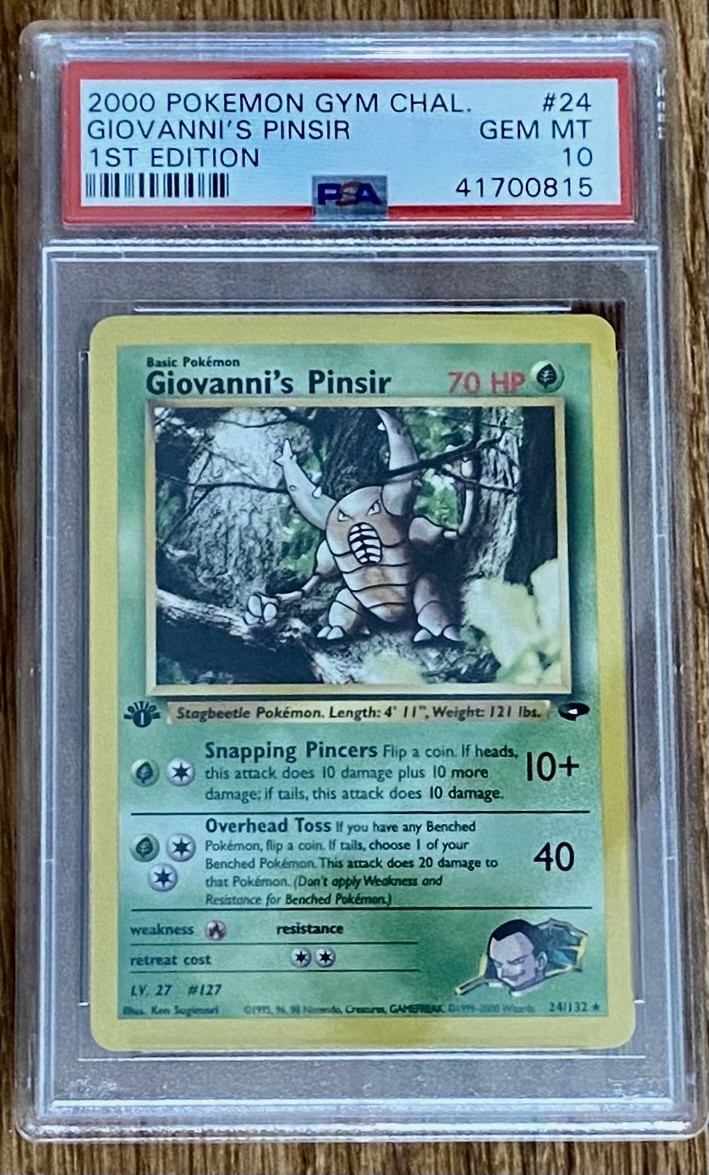 2000 POKEMON GYM CHAL. #24
GIOVANNI'S PINSIR GEM MT
1ST EDITION 10
PSA 41700815
Basic Pokémon
Giovanni's Pinsir 70 HP
1
Stagbeetle Pokémon. Length: 4' 11", Weight: 121 lbs.
Snapping Pincers Flip a coin. If heads,
this attack does 10 damage plus 10 more
damage; if tails, this attack does 10 damage.
10+
Overhead Toss If you have any Benched
Pokémon, flip a coin. If tails, choose 1 of your
Benched Pokémon. This attack does 20 damage to
that Pokémon. (Don't apply Weakness and
Resistance for Benched Pokémon.)
40
weakness resistance
retreat cost
LV. 27 #127
Illus. Ken Sugimori ©1995, 96, 98 Nintendo, Creatures, GAMEFREAK. ©1999-2000 Wizards 24/132 ★